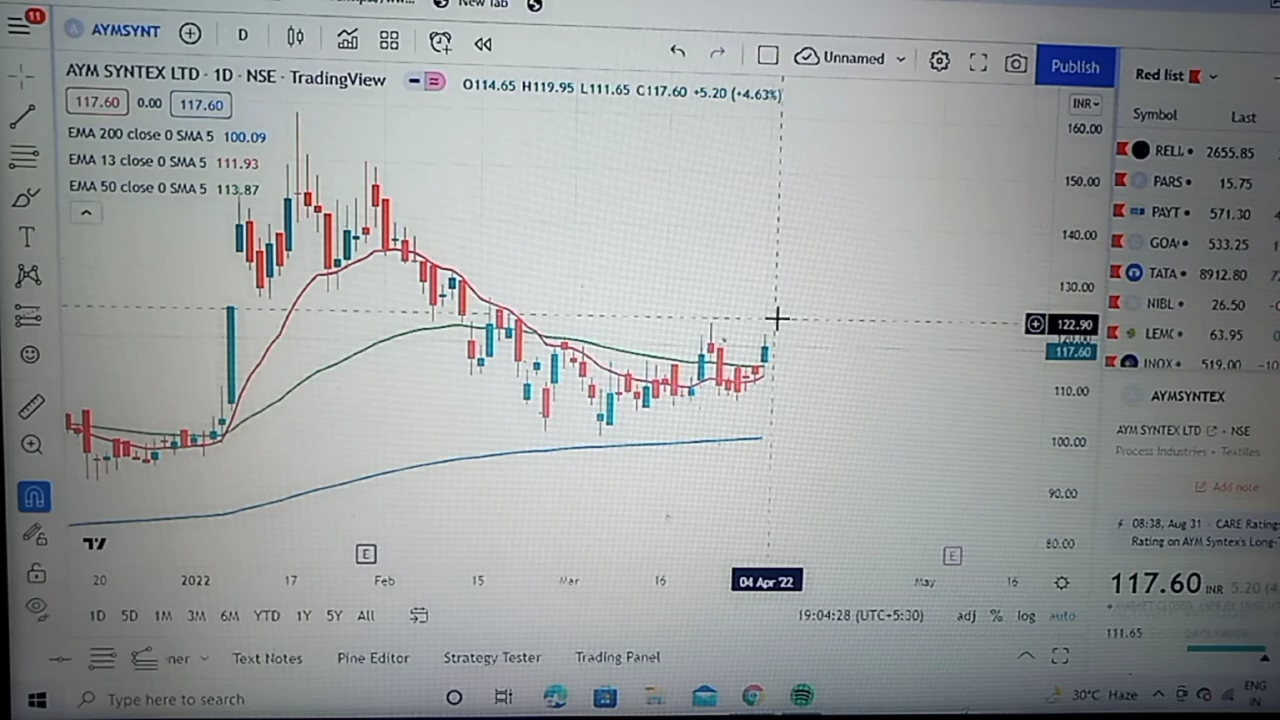 New Tab
11
AYMSYNT
D
Unnamed
Publish
Red list
AYM SYNTEX LTD · 1D · NSE · TradingView
O114.65 H119.95 L111.65 C117.60 +5.20 (+4.63%)
INR
Symbol
Last
117.60
0.00
117.60
160.00
EMA 200 close 0 SMA 5 100.09
RELL
2655.85
EMA 13 close 0 SMA 5 111.93
EMA 50 close 0 SMA 5 113.87
150.00
PARS
15.75
PAYT
571.30
140.00
GOA
533.25
TATA
8912.80
130.00
NIBL
26.50
122.90
LEMC
63.95
117.60
INOX
519.00
-10
110.00
AYMSYNTEX
100.00
AYM SYNTEX LTD - NSE
Process Industries • Textiles
90.00
Add note
80.00
08:38, Aug 31 - CARE Rating
Rating on AYM Syntex's Long-
E
E
20
2022
17
Feb
15
Mar
16
04 Apr '22
May
16
117.60 INR 5.20
1D 5D 1M 3M 6M YTD 1Y 5Y All
19:04:28 (UTC+5:30)
adj % log auto
111.65
ner
Text Notes
Pine Editor
Strategy Tester
Trading Panel
Type here to search
30°C Haze
ENG
IN